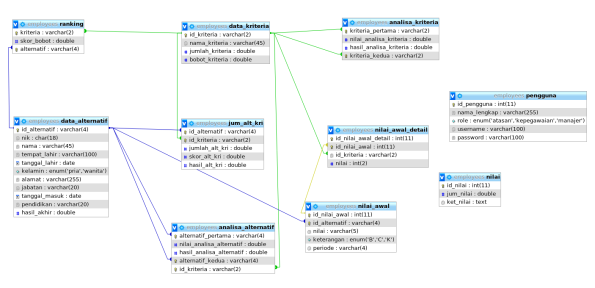 ranking
kriteria : varchar(2)
skor_bobot : double
alternatif : varchar(4)
data_kriteria
id_kriteria : varchar(2)
nama_kriteria : varchar(45)
jumlah_kriteria : double
bobot_kriteria : double
analisa_kriteria
kriteria_pertama : varchar(2)
nilai_analisa_kriteria : double
hasil_analisa_kriteria : double
kriteria_kedua : varchar(2)
pengguna
id_pengguna : int(11)
nama_lengkap : varchar(255)
role : enum('atasan','kepegawaian','manajer')
username : varchar(100)
password : varchar(100)
data_alternatif
id_alternatif : varchar(4)
nik : char(18)
nama : varchar(45)
tempat_lahir : varchar(100)
tanggal_lahir : date
kelamin : enum('pria','wanita')
alamat : varchar(255)
jabatan : varchar(20)
tanggal_masuk : date
pendidikan : varchar(20)
hasil_akhir : double
jum_alt_kri
id_alternatif : varchar(4)
id_kriteria : varchar(2)
jumlah_alt_kri : double
skor_alt_kri : double
hasil_alt_kri : double
nilai_awal_detail
id_nilai_awal_detail : int(11)
id_nilai_awal : int(11)
id_kriteria : varchar(2)
nilai : int(2)
nilai
id_nilai : int(11)
jum_nilai : double
ket_nilai : text
nilai_awal
id_nilai_awal : int(11)
id_alternatif : varchar(4)
nilai : varchar(5)
keterangan : enum('B','C','K')
periode : varchar(4)
analisa_alternatif
alternatif_pertama : varchar(4)
nilai_analisa_alternatif : double
hasil_analisa_alternatif : double
alternatif_kedua : varchar(4)
id_kriteria : varchar(2)